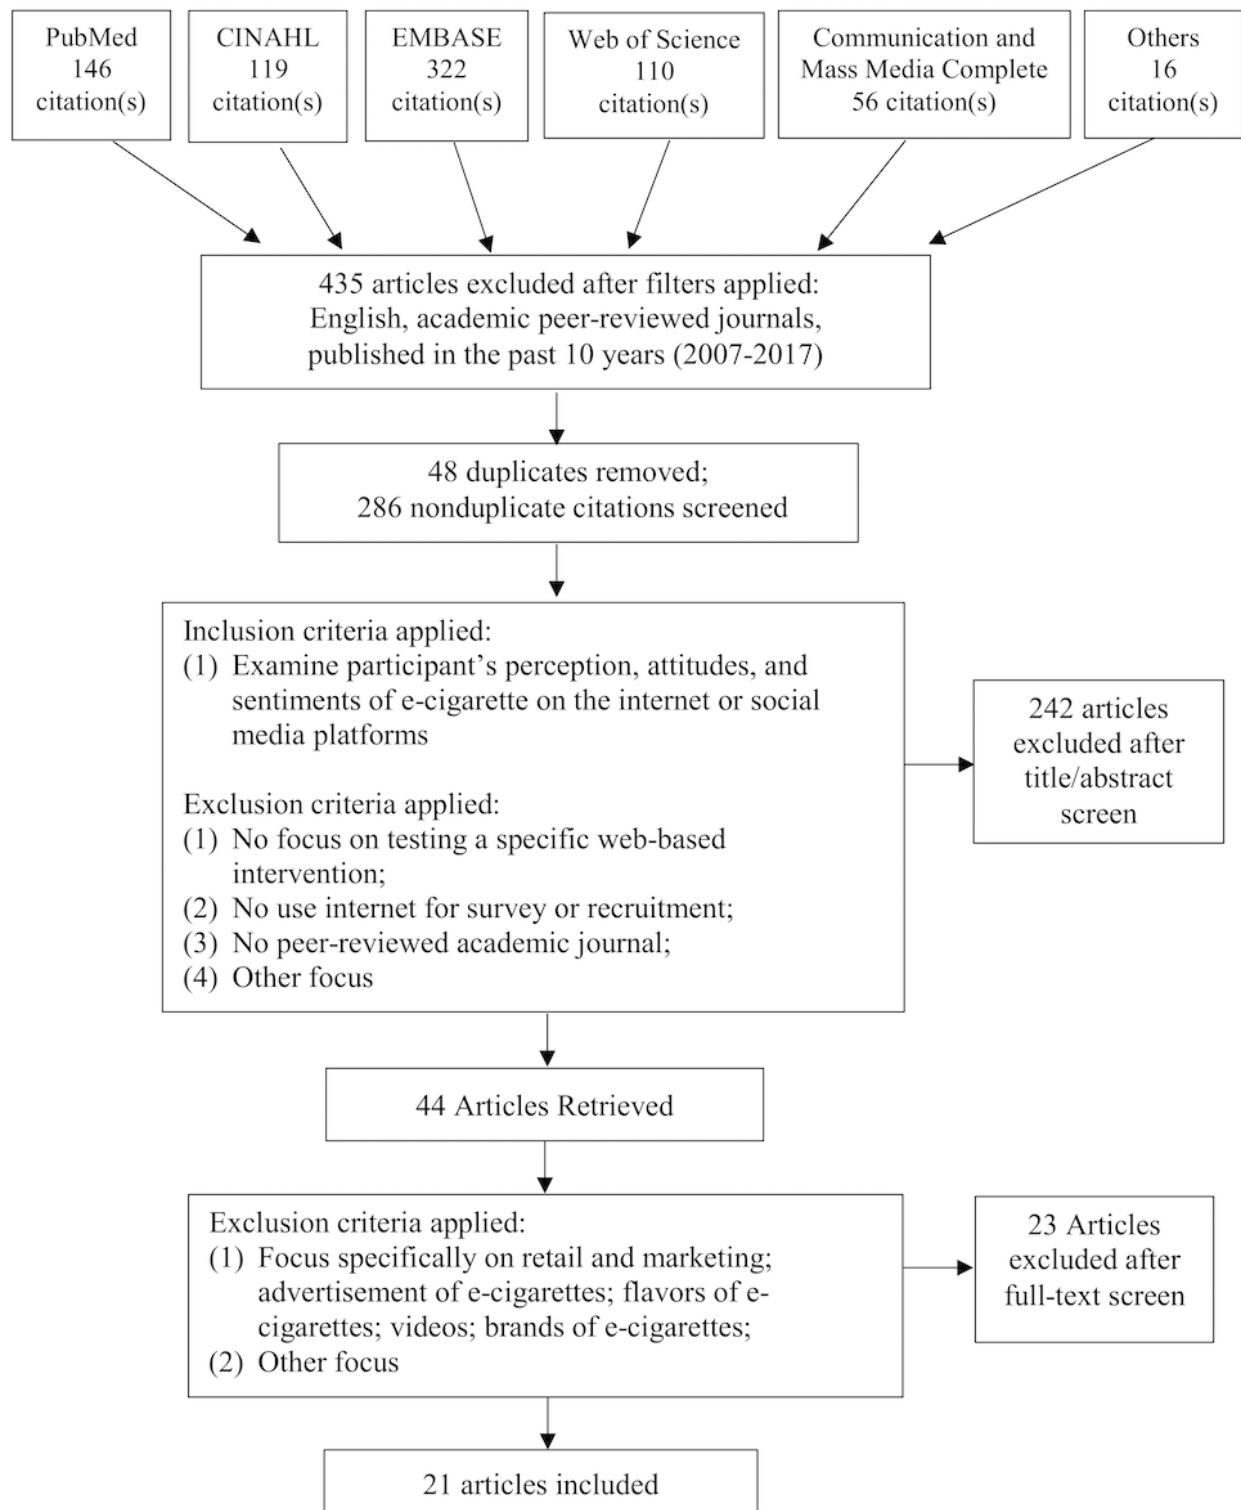 PubMed
146
citation(s)
CINAHL
119
citation(s)
EMBASE
322
citation(s)
Web of Science
110
citation(s)
Communication and
Mass Media Complete
56 citation(s)
Others
16
citation(s)
435 articles excluded after filters applied:
English, academic peer-reviewed journals,
published in the past 10 years (2007-2017)
48 duplicates removed;
286 nonduplicate citations screened
Inclusion criteria applied:
(1) Examine participant’s perception, attitudes, and
sentiments of e-cigarette on the internet or social
media platforms
Exclusion criteria applied:
(1) No focus on testing a specific web-based
intervention;
(2) No use internet for survey or recruitment;
(3) No peer-reviewed academic journal;
(4) Other focus
242 articles
excluded after
title/abstract
screen
44 Articles Retrieved
Exclusion criteria applied:
(1) Focus specifically on retail and marketing;
advertisement of e-cigarettes; flavors of e-
cigarettes; videos; brands of e-cigarettes;
(2) Other focus
23 Articles
excluded after
full-text screen
21 articles included